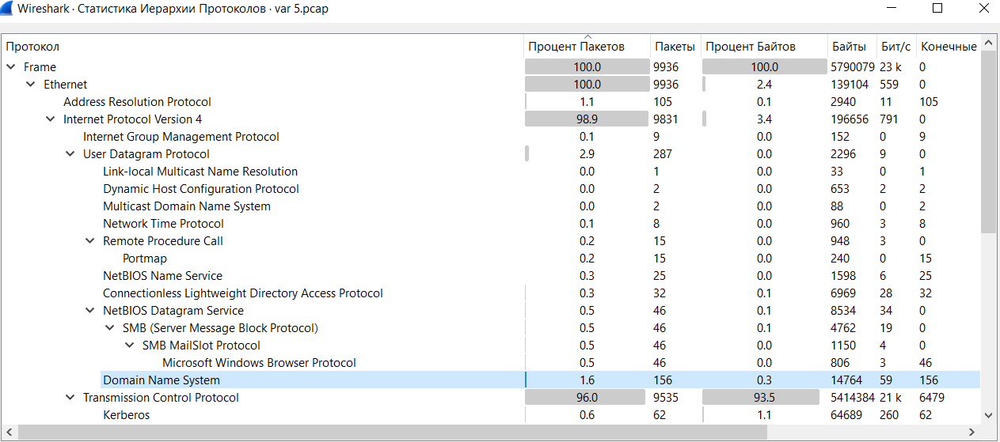 Wireshark · Статистика Иерархии Протоколов · var 5.pcap
Протокол Процент Пакетов Пакеты Процент Байтов Байты Бит/с Конечные
Frame 100.0 9936 100.0 5790079 23 k 0
Ethernet 100.0 9936 2.4 139104 559 0
Address Resolution Protocol 1.1 105 0.1 2940 11 105
Internet Protocol Version 4 98.9 9831 3.4 196656 791 0
Internet Group Management Protocol 0.1 9 0.0 152 0 9
User Datagram Protocol 2.9 287 0.0 2296 9 0
Link-local Multicast Name Resolution 0.0 1 0.0 33 0 1
Dynamic Host Configuration Protocol 0.0 2 0.0 653 2 2
Multicast Domain Name System 0.0 2 0.0 88 0 2
Network Time Protocol 0.1 8 0.0 960 3 8
Remote Procedure Call 0.2 15 0.0 948 3 0
Portmap 0.2 15 0.0 240 0 15
NetBIOS Name Service 0.3 25 0.0 1598 6 25
Connectionless Lightweight Directory Access Protocol 0.3 32 0.1 6969 28 32
NetBIOS Datagram Service 0.5 46 0.1 8534 34 0
SMB (Server Message Block Protocol) 0.5 46 0.1 4762 19 0
SMB MailSlot Protocol 0.5 46 0.0 1150 4 0
Microsoft Windows Browser Protocol 0.5 46 0.0 806 3 46
Domain Name System 1.6 156 0.3 14764 59 156
Transmission Control Protocol 96.0 9535 93.5 5414384 21 k 6479
Kerberos 0.6 62 1.1 64689 260 62